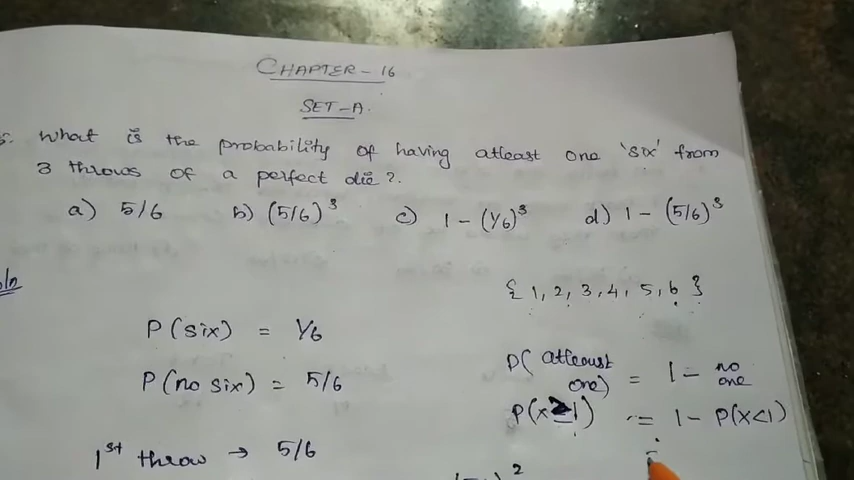 CHAPTER-16
SET-A.
What is the probability of having atleast one 'six' from
3 throws of a perfect die?.
a) 5/6 b) (5/6)³ c) 1 - (1/6)³ d) 1 - (5/6)³
{ 1, 2, 3, 4, 5, 6 }
P(six) = 1/6
P( atleast one) = 1 - no one
P(no six) = 5/6
P(x≥1) = 1 - P(X<1)
1st throw → 5/6